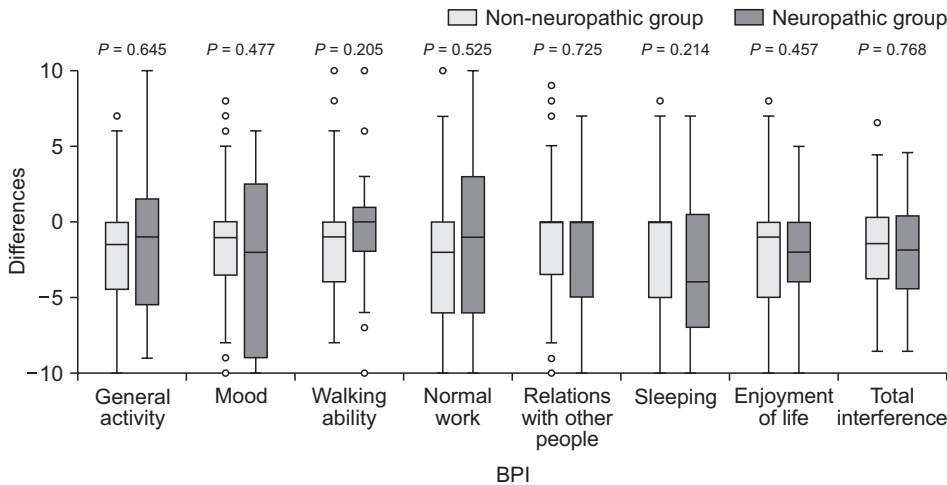 Non-neuropathic group Neuropathic group
P = 0.645 P = 0.477 P = 0.205 P = 0.525 P = 0.725 P = 0.214 P = 0.457 P = 0.768
10
5
0
−5
−10
Differences
General activity
Mood
Walking ability
Normal work
Relations with other people
Sleeping
Enjoyment of life
Total interference
BPI